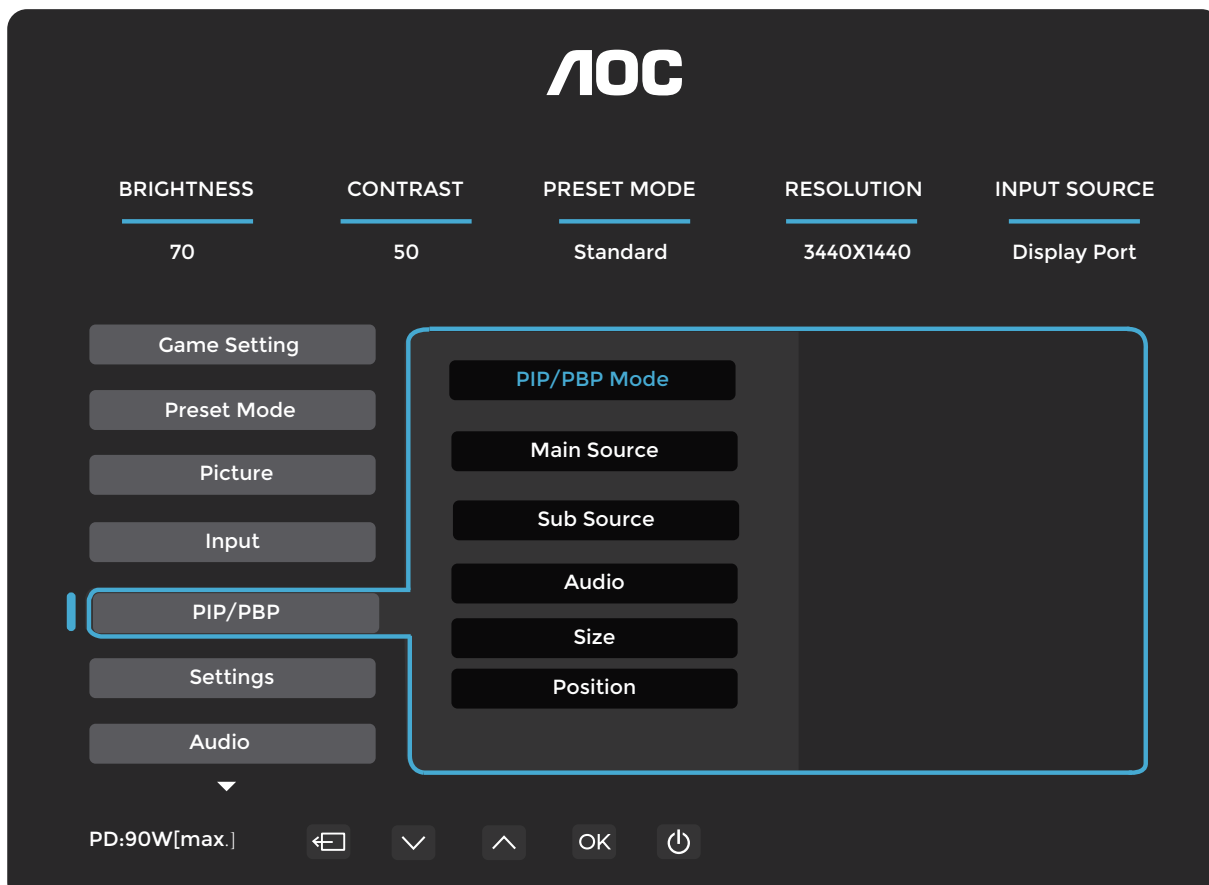 AOC
BRIGHTNESS CONTRAST PRESET MODE RESOLUTION INPUT SOURCE
70 50 Standard 3440X1440 Display Port
Game Setting
Preset Mode
Picture
Input
PIP/PBP
Settings
Audio
PIP/PBP Mode
Main Source
Sub Source
Audio
Size
Position
PD:90W[max.]
OK